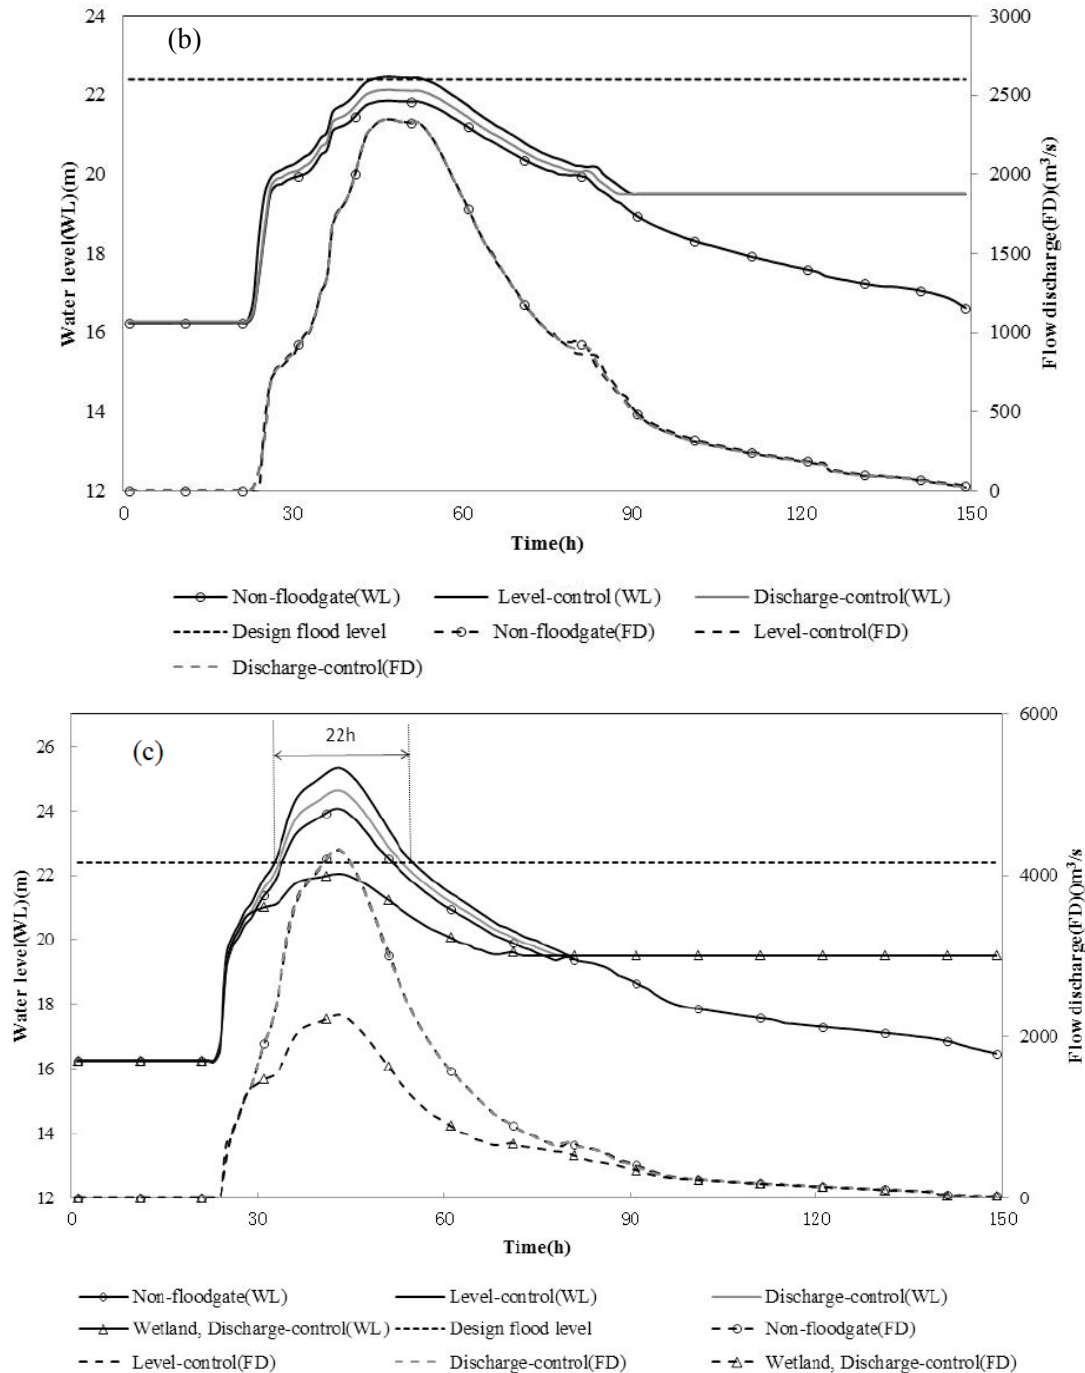 (b)
24
22
20
18
16
14
12
Water level(WL)(m)
3000
2500
2000
1500
1000
500
0
Flow discharge(FD)(m³/s)
0 30 60 90 120 150
Time(h)
Non-floodgate(WL) Level-control(WL) Discharge-control(WL)
Design flood level Non-floodgate(FD) Level-control(FD)
Discharge-control(FD)
(c)
22h
26
24
22
20
18
16
14
12
Water level(WL)(m)
6000
4000
2000
0
Flow discharge(FD)()m³/s
0 30 60 90 120 150
Time(h)
Non-floodgate(WL) Level-control(WL) Discharge-control(WL)
Wetland, Discharge-control(WL) Design flood level Non-floodgate(FD)
Level-control(FD) Discharge-control(FD) Wetland, Discharge-control(FD)